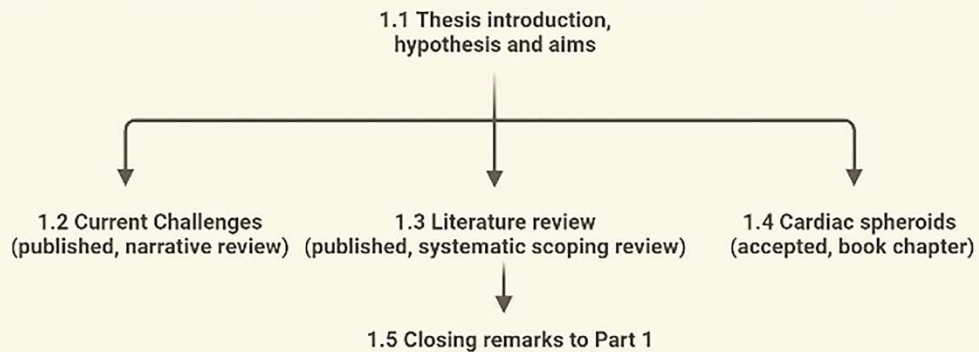 1.1 Thesis introduction,
hypothesis and aims
1.2 Current Challenges
(published, narrative review)
1.3 Literature review
(published, systematic scoping review)
1.4 Cardiac spheroids
(accepted, book chapter)
1.5 Closing remarks to Part 1